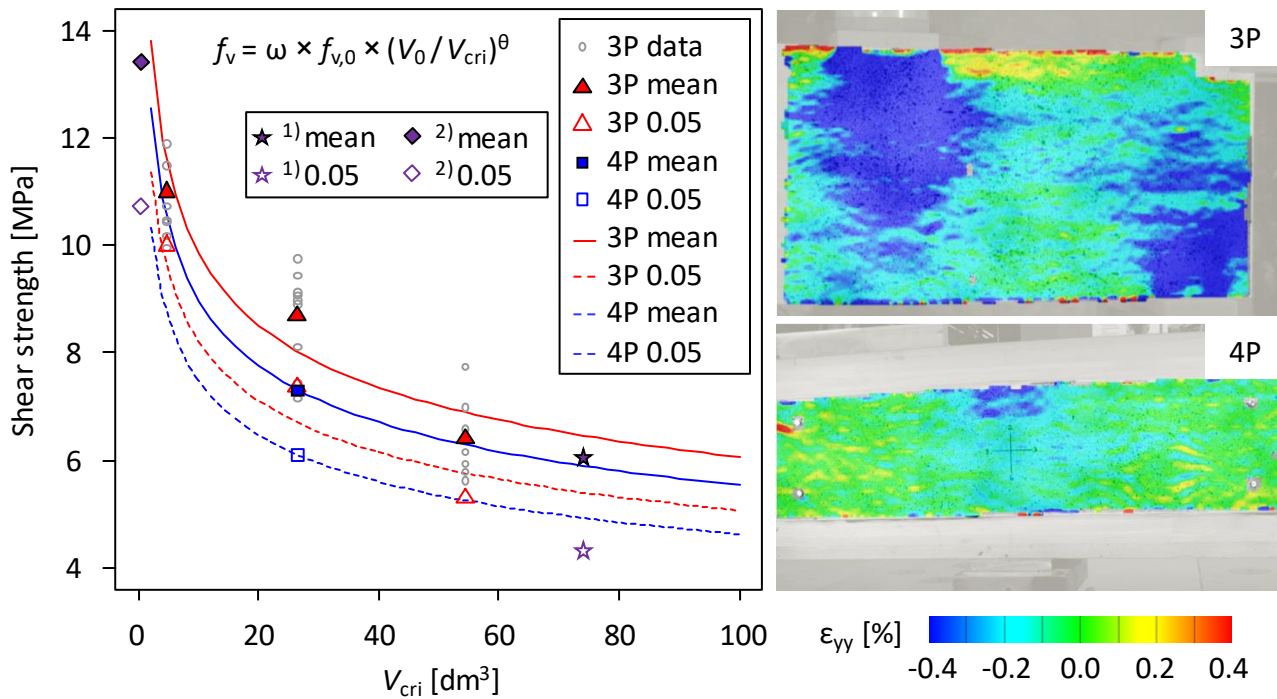 f_v = ω × f_{v,0} × (V_0 / V_cri)^θ
1) mean
2) mean
1) 0.05
2) 0.05
3P data
3P mean
3P 0.05
4P mean
4P 0.05
3P mean
3P 0.05
4P mean
4P 0.05
Shear strength [MPa]
14
12
10
8
6
4
0 20 40 60 80 100
V_cri [dm³]
3P
4P
ε_yy [%]
-0.4 -0.2 0.0 0.2 0.4